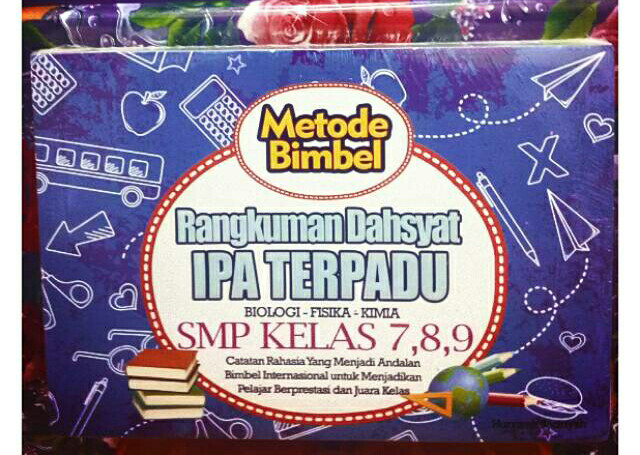 Metode
Bimbel
Rangkuman Dahsyat
IPA TERPADU
BIOLOGI - FISIKA - KIMIA
SMP KELAS 7,8,9
Catatan Rahasia Yang Menjadi Andalan
Bimbel Internasional untuk Menjadikan
Pelajar Berprestasi dan Juara Kelas